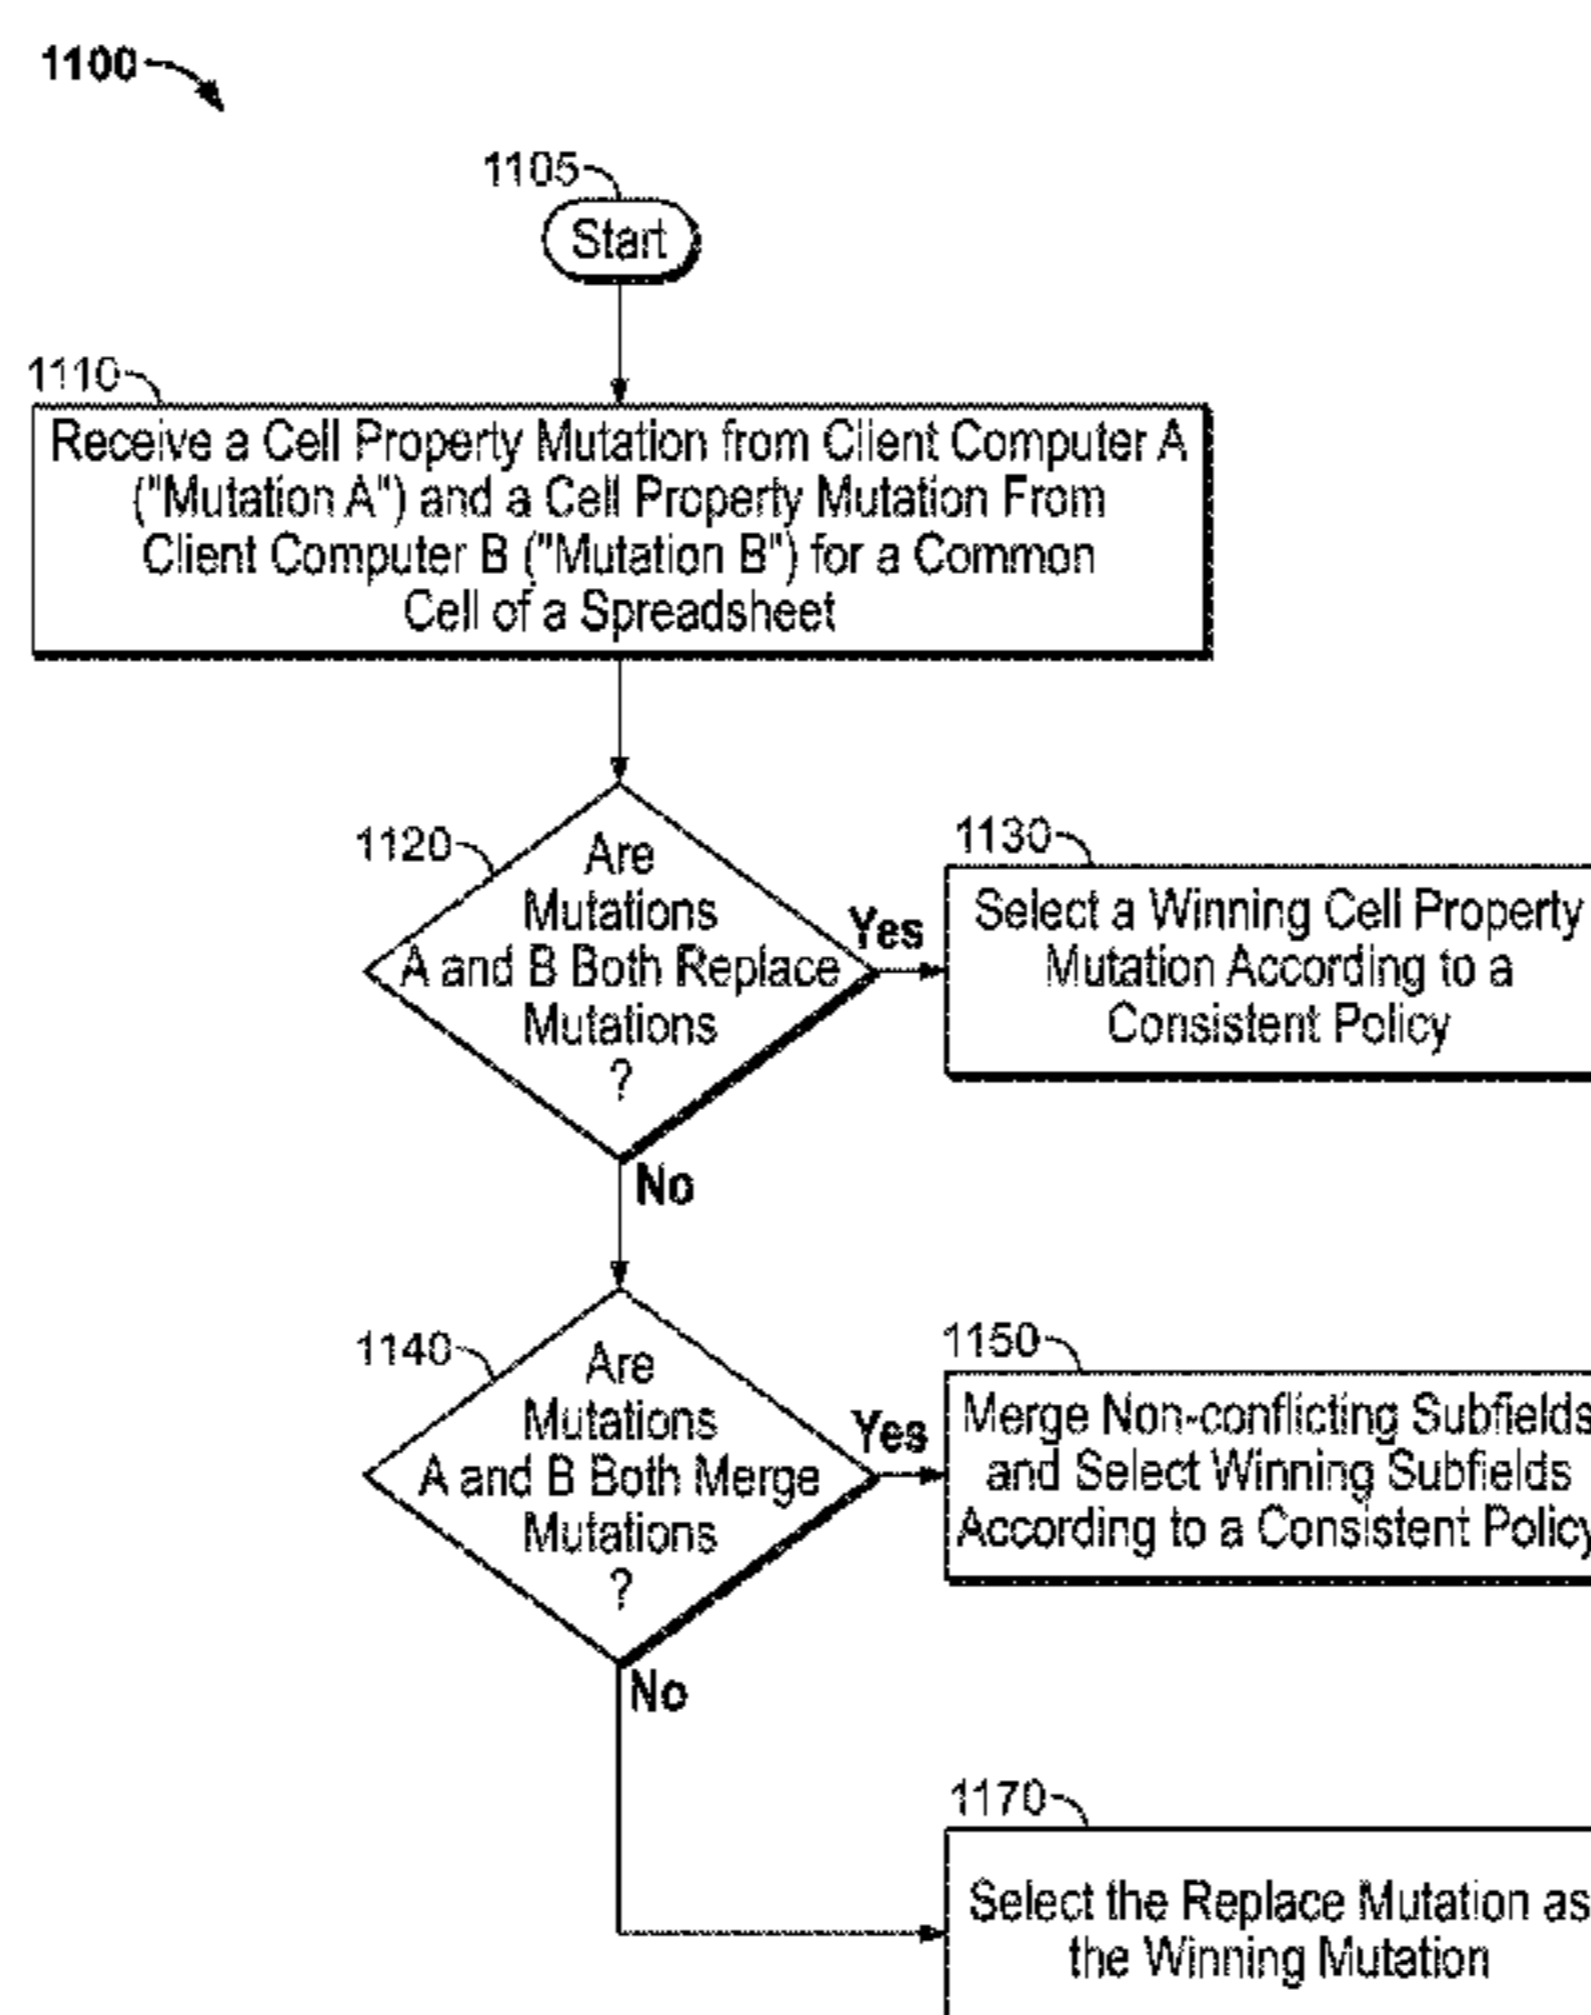 1100
1105
Start
1110
Receive a Cell Property Mutation from Client Computer A
("Mutation A") and a Cell Property Mutation From
Client Computer B ("Mutation B") for a Common
Cell of a Spreadsheet
1120
Are
Mutations
A and B Both Replace
Mutations
?
Yes
No
1130
Select a Winning Cell Property
Mutation According to a
Consistent Policy
1140
Are
Mutations
A and B Both Merge
Mutations
?
Yes
No
1150
Merge Non-conflicting Subfields
and Select Winning Subfields
According to a Consistent Policy
1170
Select the Replace Mutation as
the Winning Mutation